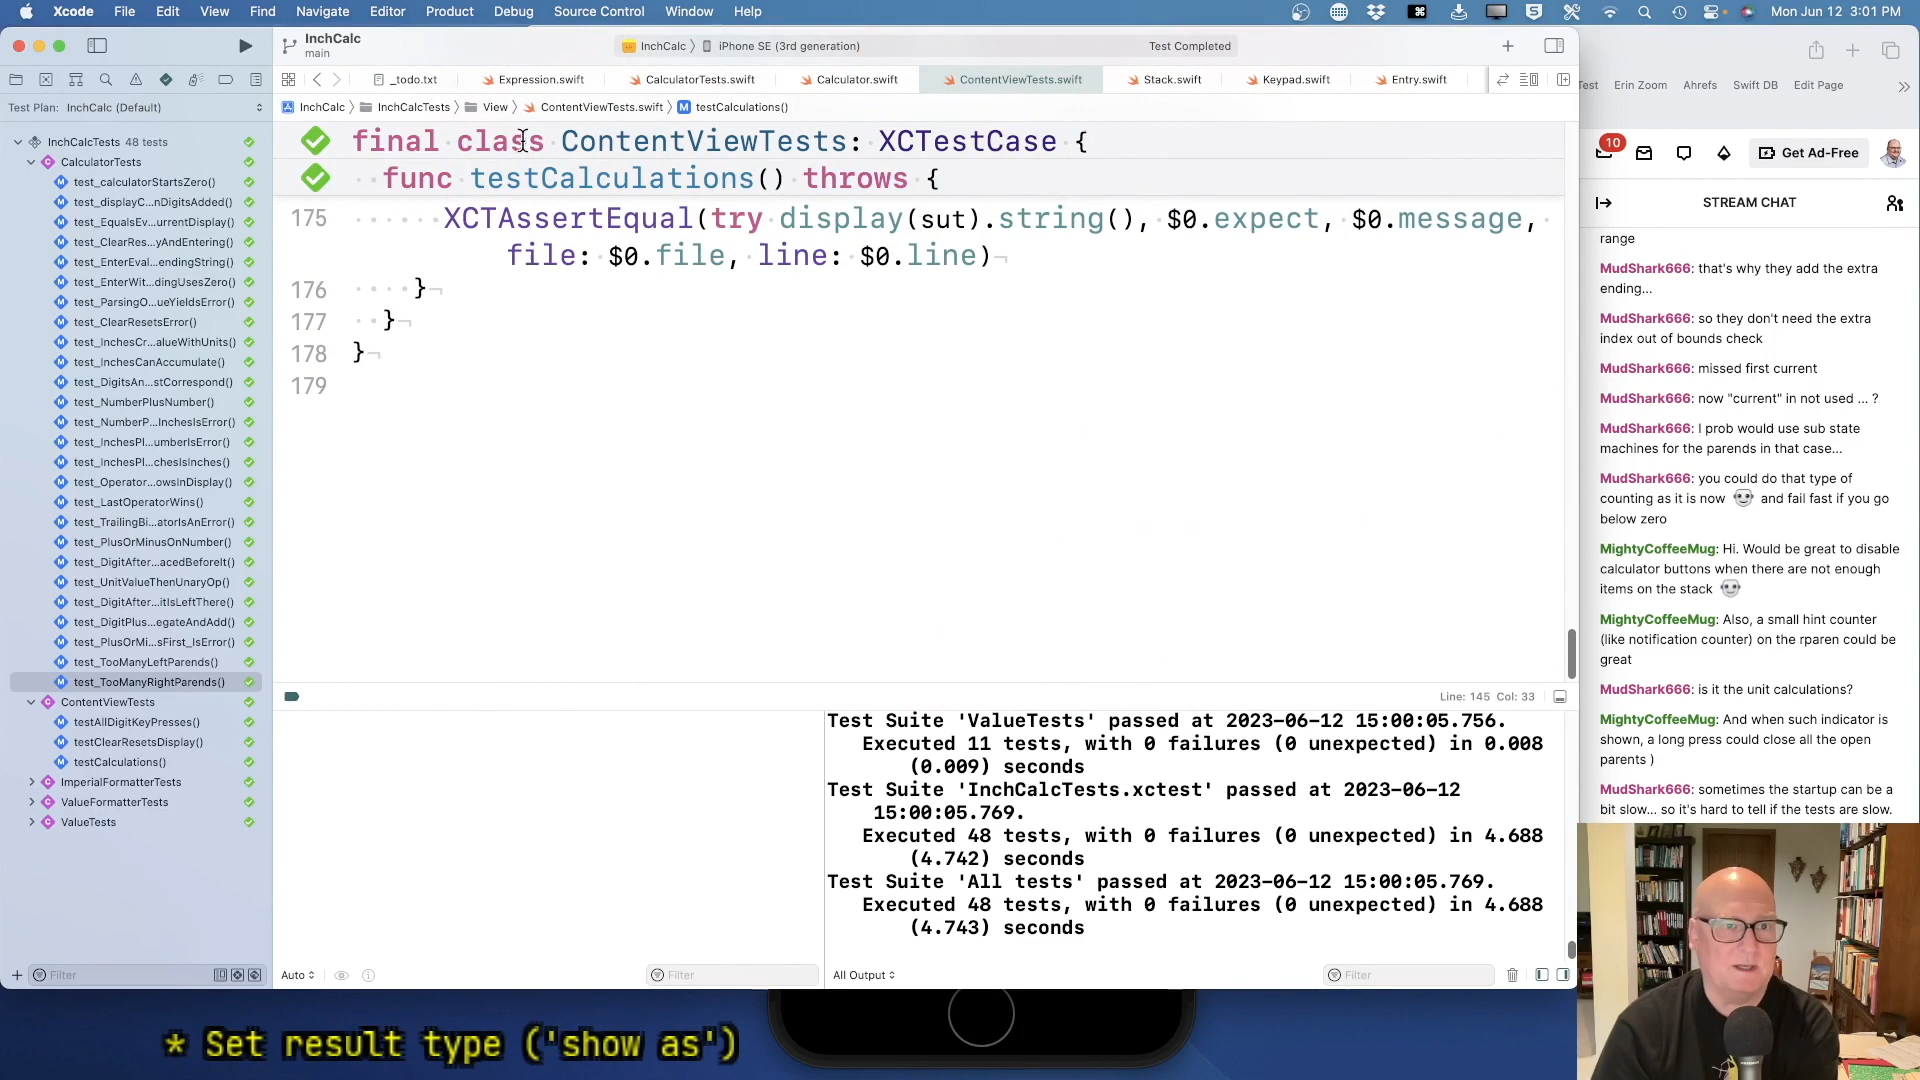 Xcode File Edit View Find Navigate Editor Product Debug Source Control Window Help Mon Jun 12 3:01 PM
InchCalc
main
InchCalc iPhone SE (3rd generation) Test Completed
_todo.txt Expression.swift CalculatorTests.swift Calculator.swift ContentViewTests.swift Stack.swift Keypad.swift Entry.swift
Test Plan: InchCalc (Default)
InchCalc InchCalcTests View ContentViewTests.swift M testCalculations()
InchCalcTests 48 tests
CalculatorTests
test_calculatorStartsZero()
test_displayC...nDigitsAdded()
test_EqualsEv...urrentDisplay()
test_ClearRes...yAndEntering()
test_EnterEval...endingString()
test_EnterWit...dingUsesZero()
test_ParsingO...ueYieldsError()
test_ClearResetsError()
test_InchesCr...alueWithUnits()
test_InchesCanAccumulate()
test_DigitsAn...stCorrespond()
test_NumberPlusNumber()
test_NumberP...InchesIsError()
test_InchesPl...umberIsError()
test_InchesPl...chesIsInches()
test_Operator...owsInDisplay()
test_LastOperatorWins()
test_TrailingBi...atorIsAnError()
test_PlusOrMinusOnNumber()
test_DigitAfter...acedBeforeIt()
test_UnitValueThenUnaryOp()
test_DigitAfter...itIsLeftThere()
test_DigitPlus...egateAndAdd()
test_PlusOrMi...sFirst_IsError()
test_TooManyLeftParends()
test_TooManyRightParends()
ContentViewTests
testAllDigitKeyPresses()
testClearResetsDisplay()
testCalculations()
ImperialFormatterTests
ValueFormatterTests
ValueTests
Filter
final class ContentViewTests: XCTestCase {
func testCalculations() throws {
175 XCTAssertEqual(try display(sut).string(), $0.expect, $0.message,
file: $0.file, line: $0.line)
176 }
177 }
178 }
179
Line: 145 Col: 33
Test Suite 'ValueTests' passed at 2023-06-12 15:00:05.756.
Executed 11 tests, with 0 failures (0 unexpected) in 0.008
(0.009) seconds
Test Suite 'InchCalcTests.xctest' passed at 2023-06-12
15:00:05.769.
Executed 48 tests, with 0 failures (0 unexpected) in 4.688
(4.742) seconds
Test Suite 'All tests' passed at 2023-06-12 15:00:05.769.
Executed 48 tests, with 0 failures (0 unexpected) in 4.688
(4.743) seconds
Auto Filter All Output Filter
Erin Zoom Ahrefs Swift DB Edit Page
10 Get Ad-Free
STREAM CHAT
range
MudShark666: that's why they add the extra
ending...
MudShark666: so they don't need the extra
index out of bounds check
MudShark666: missed first current
MudShark666: now "current" in not used ... ?
MudShark666: I prob would use sub state
machines for the parends in that case...
MudShark666: you could do that type of
counting as it is now and fail fast if you go
below zero
MightyCoffeeMug: Hi. Would be great to disable
calculator buttons when there are not enough
items on the stack
MightyCoffeeMug: Also, a small hint counter
(like notification counter) on the rparen could be
great
MudShark666: is it the unit calculations?
MightyCoffeeMug: And when such indicator is
shown, a long press could close all the open
parents )
MudShark666: sometimes the startup can be a
bit slow... so it's hard to tell if the tests are slow.
* Set result type ('show as')